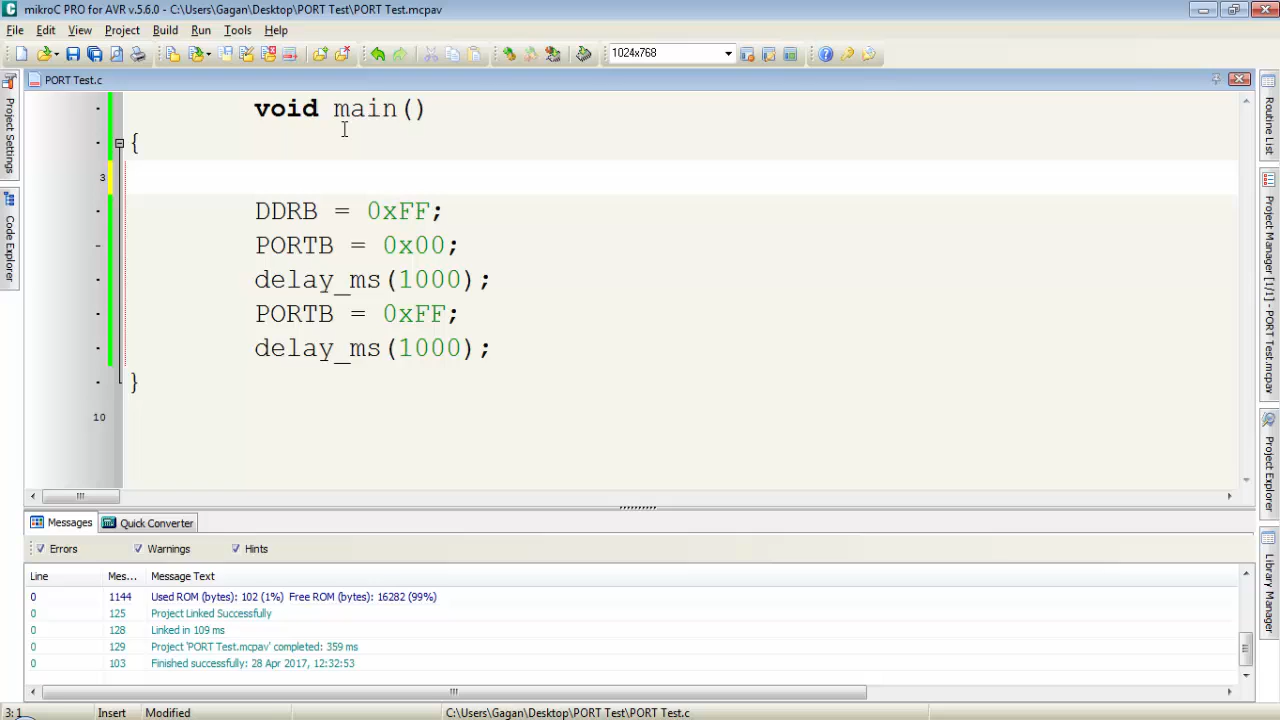 mikroC PRO for AVR v.5.6.0 - C:\Users\Gagan\Desktop\PORT Test\PORT Test.mcpav
File Edit View Project Build Run Tools Help
1024x768
PORT Test.c
void main()
{
3
DDRB = 0xFF;
PORTB = 0x00;
delay_ms(1000);
PORTB = 0xFF;
delay_ms(1000);
}
10
Project Settings
Code Explorer
Routine List
Project Manager [1/1] - PORT Test.mcpav
Project Explorer
Library Manager
Messages Quick Converter
Errors Warnings Hints
Line Mes... Message Text
0 1144 Used ROM (bytes): 102 (1%) Free ROM (bytes): 16282 (99%)
0 125 Project Linked Successfully
0 128 Linked in 109 ms
0 129 Project 'PORT Test.mcpav' completed: 359 ms
0 103 Finished successfully: 28 Apr 2017, 12:32:53
3:1 Insert Modified C:\Users\Gagan\Desktop\PORT Test\PORT Test.c